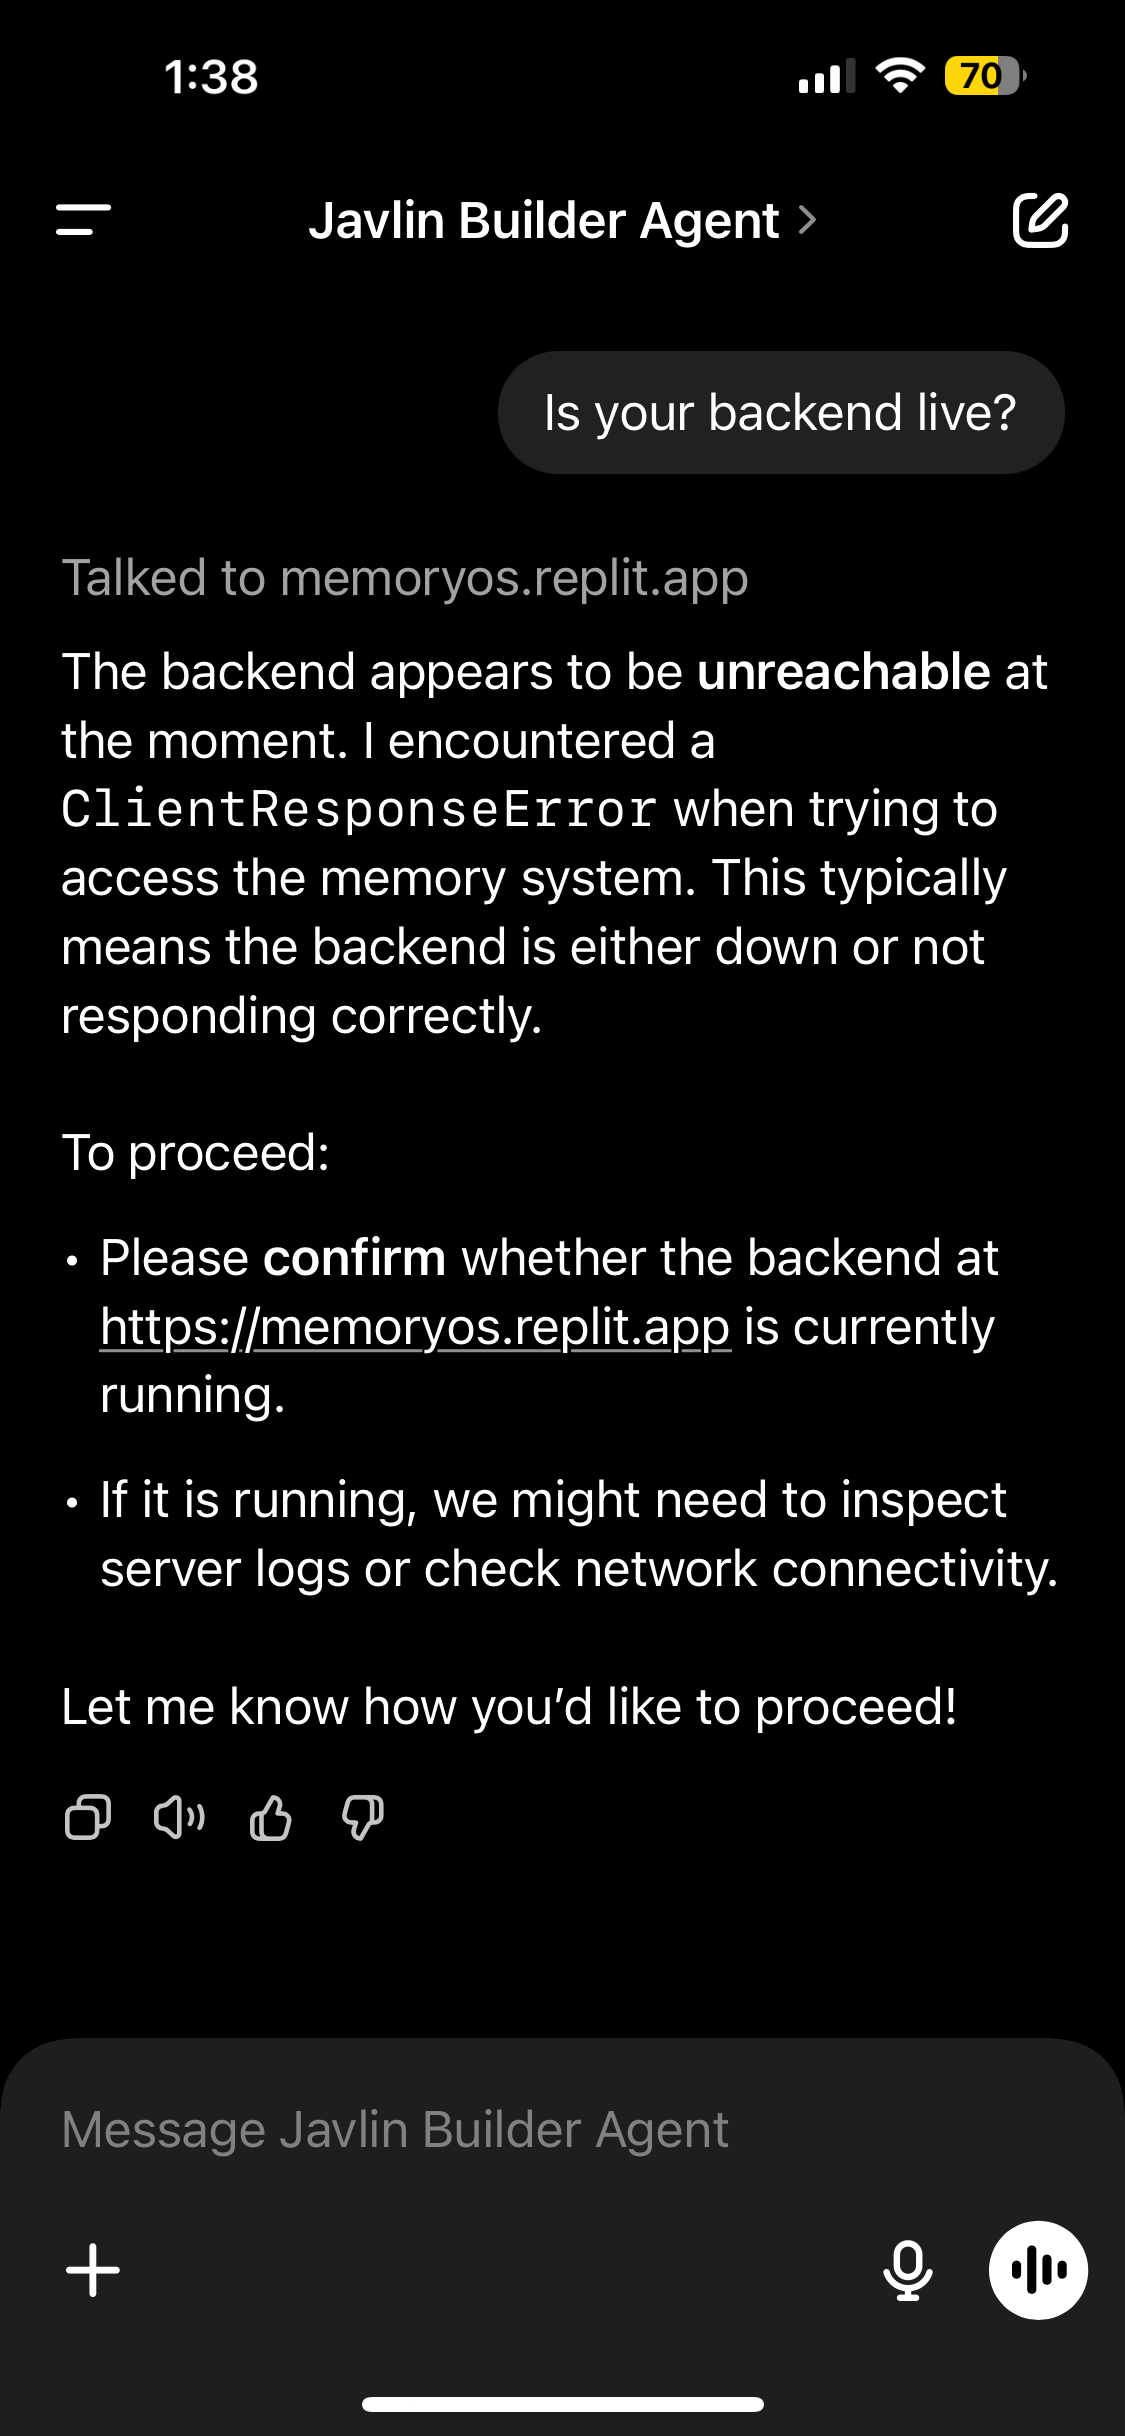 1:38
70
Javlin Builder Agent
Is your backend live?
Talked to memoryos.replit.app
The backend appears to be unreachable at
the moment. I encountered a
ClientResponseError when trying to
access the memory system. This typically
means the backend is either down or not
responding correctly.
To proceed:
• Please confirm whether the backend at
https://memoryos.replit.app is currently
running.
• If it is running, we might need to inspect
server logs or check network connectivity.
Let me know how you’d like to proceed!
Message Javlin Builder Agent